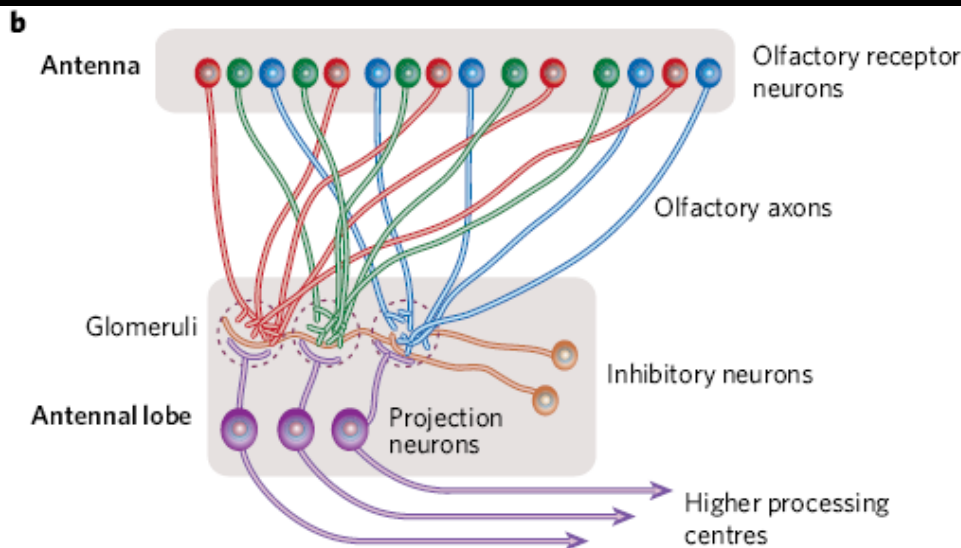 b
Antenna
Olfactory receptor
neurons
Olfactory axons
Glomeruli
Inhibitory neurons
Antennal lobe
Projection
neurons
Higher processing
centres